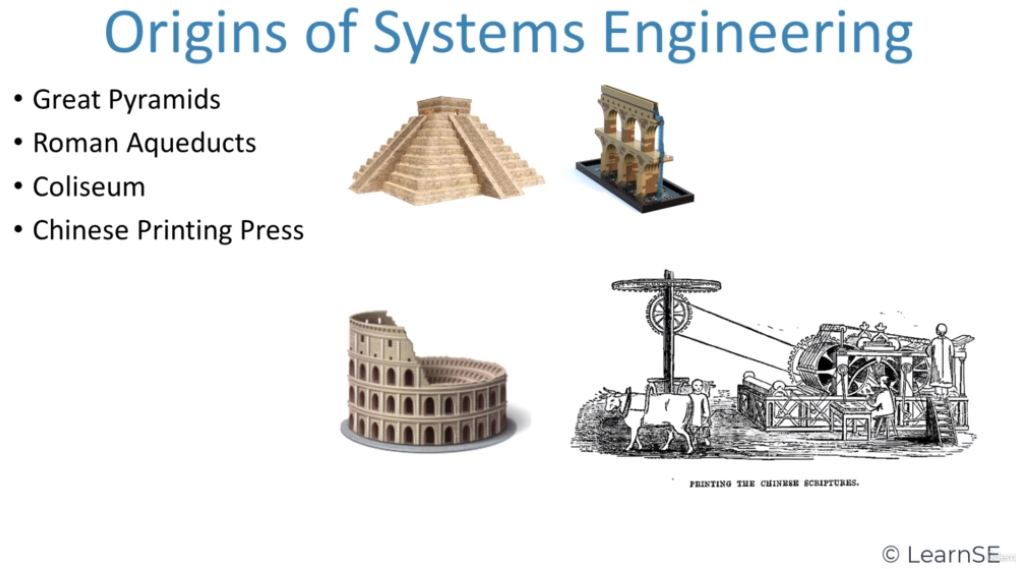 Origins of Systems Engineering
• Great Pyramids
• Roman Aqueducts
• Coliseum
• Chinese Printing Press
PRINTING THE CHINESE SCRIPTURES.
© LearnSE